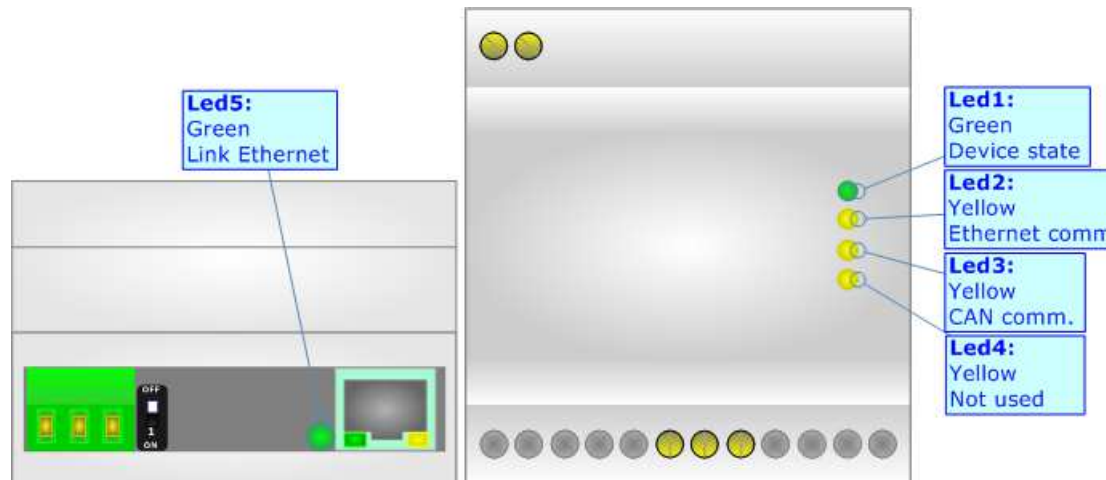 Led5:
Green
Link Ethernet
Led1:
Green
Device state
Led2:
Yellow
Ethernet comm
Led3:
Yellow
CAN comm.
Led4:
Yellow
Not used
OFF
1
ON